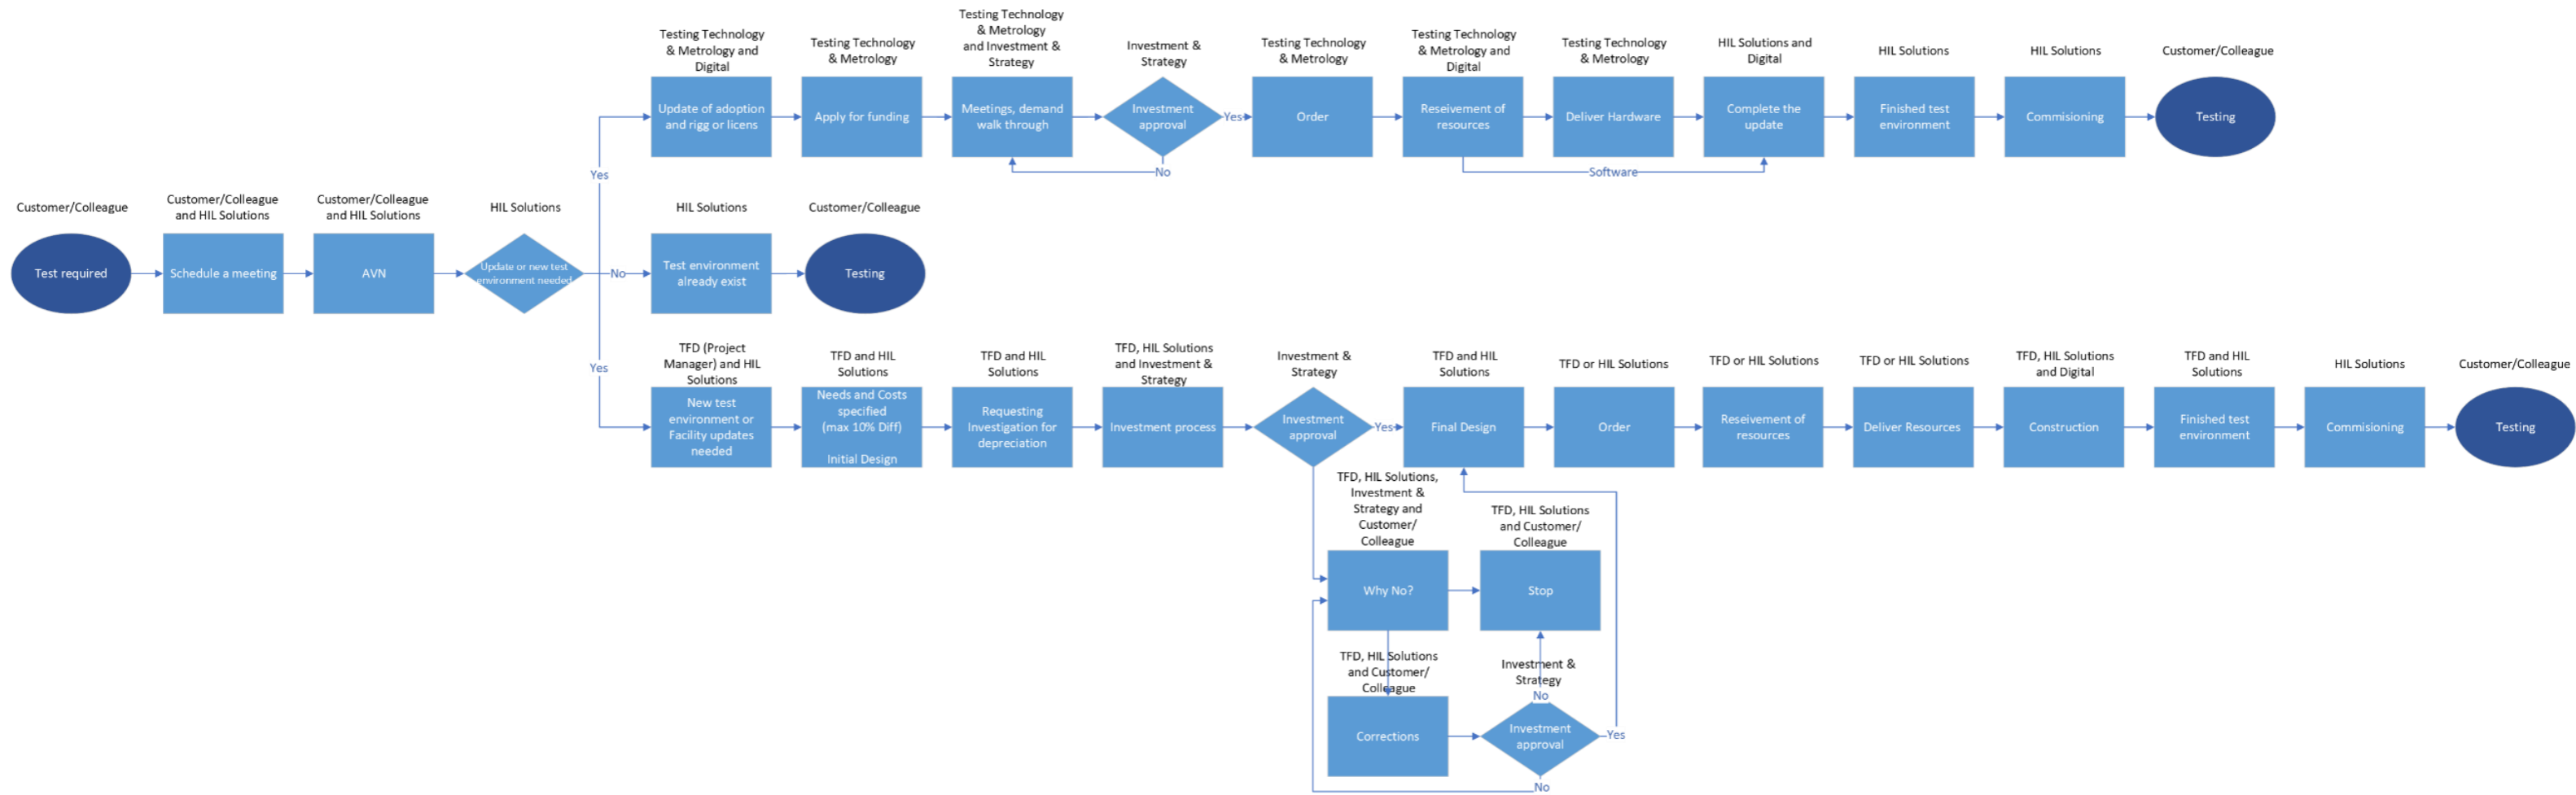 Testing Technology
& Metrology and
Digital
Update of adoption
and rigg or licens
Testing Technology
& Metrology
Apply for funding
Testing Technology
& Metrology
and Investment &
Strategy
Meetings, demand
walk through
Investment &
Strategy
Investment
approval
Yes
No
Testing Technology
& Metrology
Order
Testing Technology
& Metrology and
Digital
Reseivement of
resources
Software
Testing Technology
& Metrology
Deliver Hardware
HIL Solutions and
Digital
Complete the
update
HIL Solutions
Finished test
environment
HIL Solutions
Commisioning
Customer/Colleague
Testing
Customer/Colleague
Test required
Customer/Colleague
and HIL Solutions
Schedule a meeting
Customer/Colleague
and HIL Solutions
AVN
HIL Solutions
Update or new test
environment needed
Yes
No
Yes
HIL Solutions
Test environment
already exist
Customer/Colleague
Testing
TFD (Project
Manager) and HIL
Solutions
New test
environment or
Facility updates
needed
TFD and HIL
Solutions
Needs and Costs
specified
(max 10% Diff)
Initial Design
TFD and HIL
Solutions
Requesting
Investigation for
depreciation
TFD, HIL Solutions
and Investment &
Strategy
Investment process
Investment &
Strategy
Investment
approval
Yes
TFD and HIL
Solutions
Final Design
TFD or HIL Solutions
Order
TFD or HIL Solutions
Reseivement of
resources
TFD or HIL Solutions
Deliver Resources
TFD, HIL Solutions
and Digital
Construction
TFD and HIL
Solutions
Finished test
environment
HIL Solutions
Commisioning
Customer/Colleague
Testing
TFD, HIL Solutions,
Investment &
Strategy and
Customer/
Colleague
Why No?
TFD, HIL Solutions
and Customer/
Colleague
Stop
TFD, HIL Solutions
and Customer/
Colleague
Corrections
Investment &
Strategy
No
Investment
approval
Yes
No